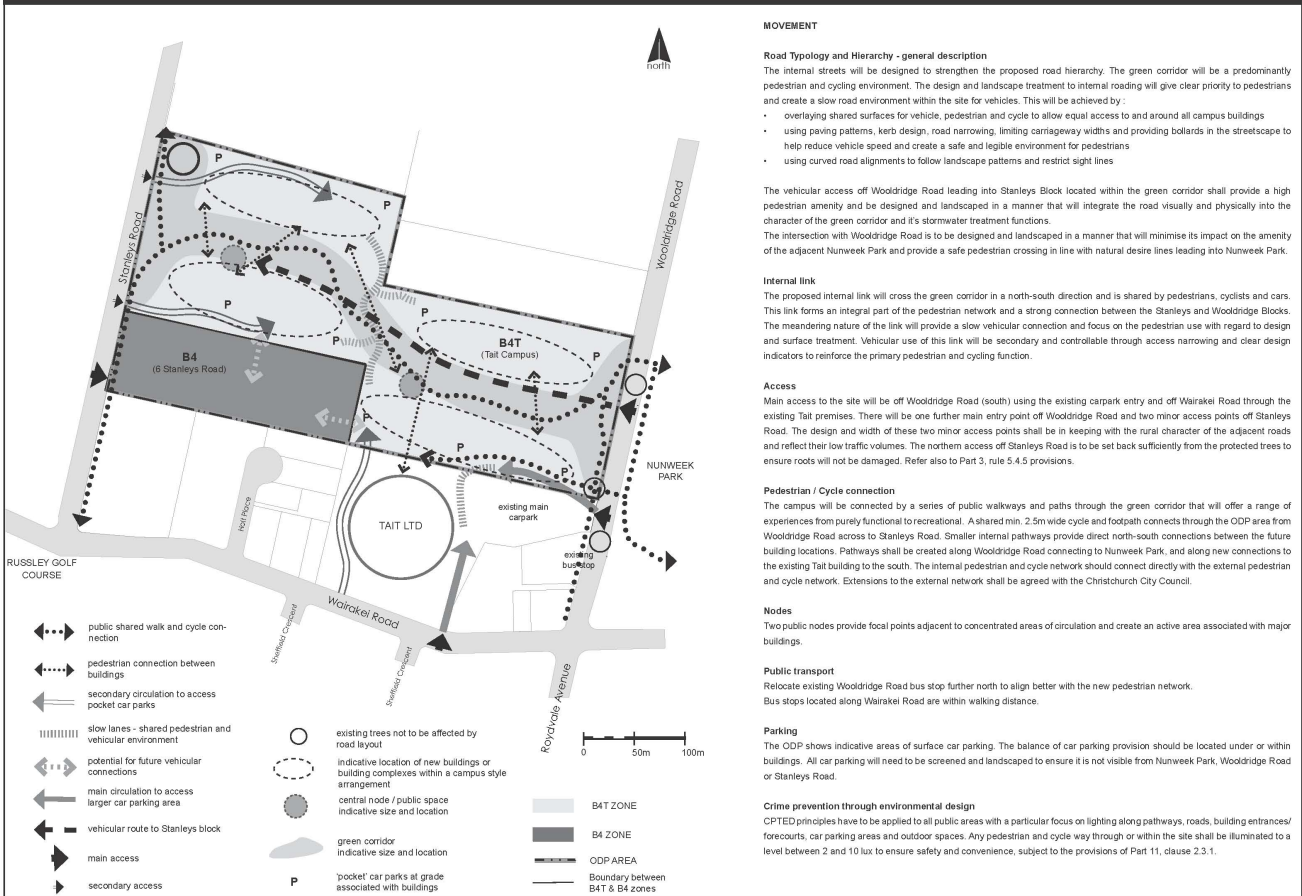 north
Stanleys Road
Wooldridge Road
P
P
P
P
P
P
P
P
P
B4
(6 Stanleys Road)
B4T
(Tait Campus)
NUNWEEK
PARK
TAIT LTD
existing main
carpark
existing
bus stop
Holt Place
RUSSLEY GOLF
COURSE
Wairakei Road
Sheffield Crescent
Sheffield Crescent
Roydvale Avenue
0 50m 100m
public shared walk and cycle con-
nection
pedestrian connection between
buildings
secondary circulation to access
pocket car parks
slow lanes - shared pedestrian and
vehicular environment
potential for future vehicular
connections
main circulation to access
larger car parking area
vehicular route to Stanleys block
main access
secondary access
existing trees not to be affected by
road layout
indicative location of new buildings or
building complexes within a campus style
arrangement
central node / public space
indicative size and location
green corridor
indicative size and location
P
'pocket' car parks at grade
associated with buildings
B4T ZONE
B4 ZONE
ODP AREA
Boundary between
B4T & B4 zones
MOVEMENT
Road Typology and Hierarchy - general description
The internal streets will be designed to strengthen the proposed road hierarchy. The green corridor will be a predominantly
pedestrian and cycling environment. The design and landscape treatment to internal roading will give clear priority to pedestrians
and create a slow road environment within the site for vehicles. This will be achieved by :
• overlaying shared surfaces for vehicle, pedestrian and cycle to allow equal access to and around all campus buildings
• using paving patterns, kerb design, road narrowing, limiting carriageway widths and providing bollards in the streetscape to
help reduce vehicle speed and create a safe and legible environment for pedestrians
• using curved road alignments to follow landscape patterns and restrict sight lines
The vehicular access off Wooldridge Road leading into Stanleys Block located within the green corridor shall provide a high
pedestrian amenity and be designed and landscaped in a manner that will integrate the road visually and physically into the
character of the green corridor and it's stormwater treatment functions.
The intersection with Wooldridge Road is to be designed and landscaped in a manner that will minimise its impact on the amenity
of the adjacent Nunweek Park and provide a safe pedestrian crossing in line with natural desire lines leading into Nunweek Park.
Internal link
The proposed internal link will cross the green corridor in a north-south direction and is shared by pedestrians, cyclists and cars.
This link forms an integral part of the pedestrian network and a strong connection between the Stanleys and Wooldridge Blocks.
The meandering nature of the link will provide a slow vehicular connection and focus on the pedestrian use with regard to design
and surface treatment. Vehicular use of this link will be secondary and controllable through access narrowing and clear design
indicators to reinforce the primary pedestrian and cycling function.
Access
Main access to the site will be off Wooldridge Road (south) using the existing carpark entry and off Wairakei Road through the
existing Tait premises. There will be one further main entry point off Wooldridge Road and two minor access points off Stanleys
Road. The design and width of these two minor access points shall be in keeping with the rural character of the adjacent roads
and reflect their low traffic volumes. The northern access off Stanleys Road is to be set back sufficiently from the protected trees to
ensure roots will not be damaged. Refer also to Part 3, rule 5.4.5 provisions.
Pedestrian / Cycle connection
The campus will be connected by a series of public walkways and paths through the green corridor that will offer a range of
experiences from purely functional to recreational. A shared min. 2.5m wide cycle and footpath connects through the ODP area from
Wooldridge Road across to Stanleys Road. Smaller internal pathways provide direct north-south connections between the future
building locations. Pathways shall be created along Wooldridge Road connecting to Nunweek Park, and along new connections to
the existing Tait building to the south. The internal pedestrian and cycle network should connect directly with the external pedestrian
and cycle network. Extensions to the external network shall be agreed with the Christchurch City Council.
Nodes
Two public nodes provide focal points adjacent to concentrated areas of circulation and create an active area associated with major
buildings.
Public transport
Relocate existing Wooldridge Road bus stop further north to align better with the new pedestrian network.
Bus stops located along Wairakei Road are within walking distance.
Parking
The ODP shows indicative areas of surface car parking. The balance of car parking provision should be located under or within
buildings. All car parking will need to be screened and landscaped to ensure it is not visible from Nunweek Park, Wooldridge Road
or Stanleys Road.
Crime prevention through environmental design
CPTED principles have to be applied to all public areas with a particular focus on lighting along pathways, roads, building entrances/
forecourts, car parking areas and outdoor spaces. Any pedestrian and cycle way through or within the site shall be illuminated to a
level between 2 and 10 lux to ensure safety and convenience, subject to the provisions of Part 11, clause 2.3.1.